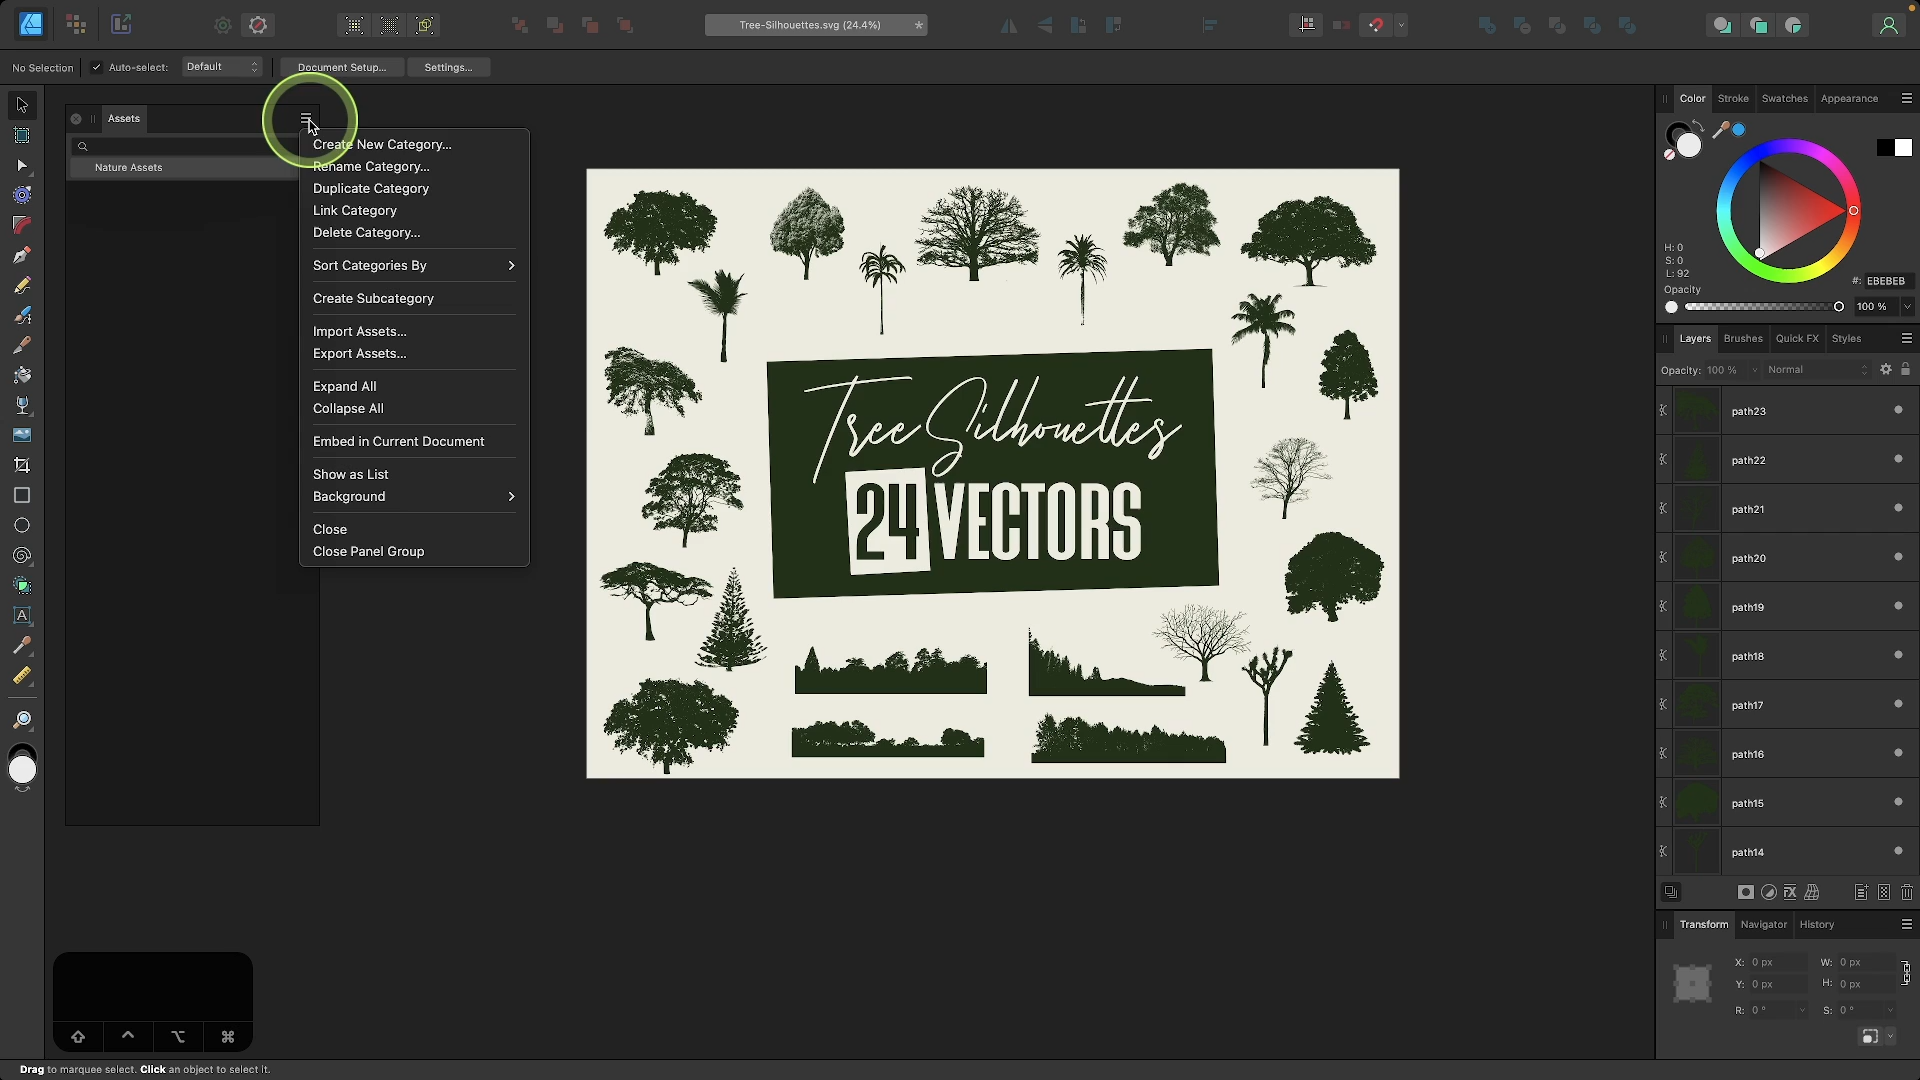 Tree-Silhouettes.svg (24.4%)
No Selection
Auto-select:
Default
Document Setup...
Settings...
Assets
Nature Assets
Create New Category...
Rename Category...
Duplicate Category
Link Category
Delete Category...
Sort Categories By
Create Subcategory
Import Assets...
Export Assets...
Expand All
Collapse All
Embed in Current Document
Show as List
Background
Close
Close Panel Group
Tree Silhouettes
24 VECTORS
Color
Stroke
Swatches
Appearance
H: 0
S: 0
L: 92
#: EBEBEB
Opacity
100 %
Layers
Brushes
Quick FX
Styles
Opacity: 100 %
Normal
path23
path22
path21
path20
path19
path18
path17
path16
path15
path14
Transform
Navigator
History
X: 0 px
W: 0 px
Y: 0 px
H: 0 px
R: 0 °
S: 0 °
Drag to marquee select. Click an object to select it.